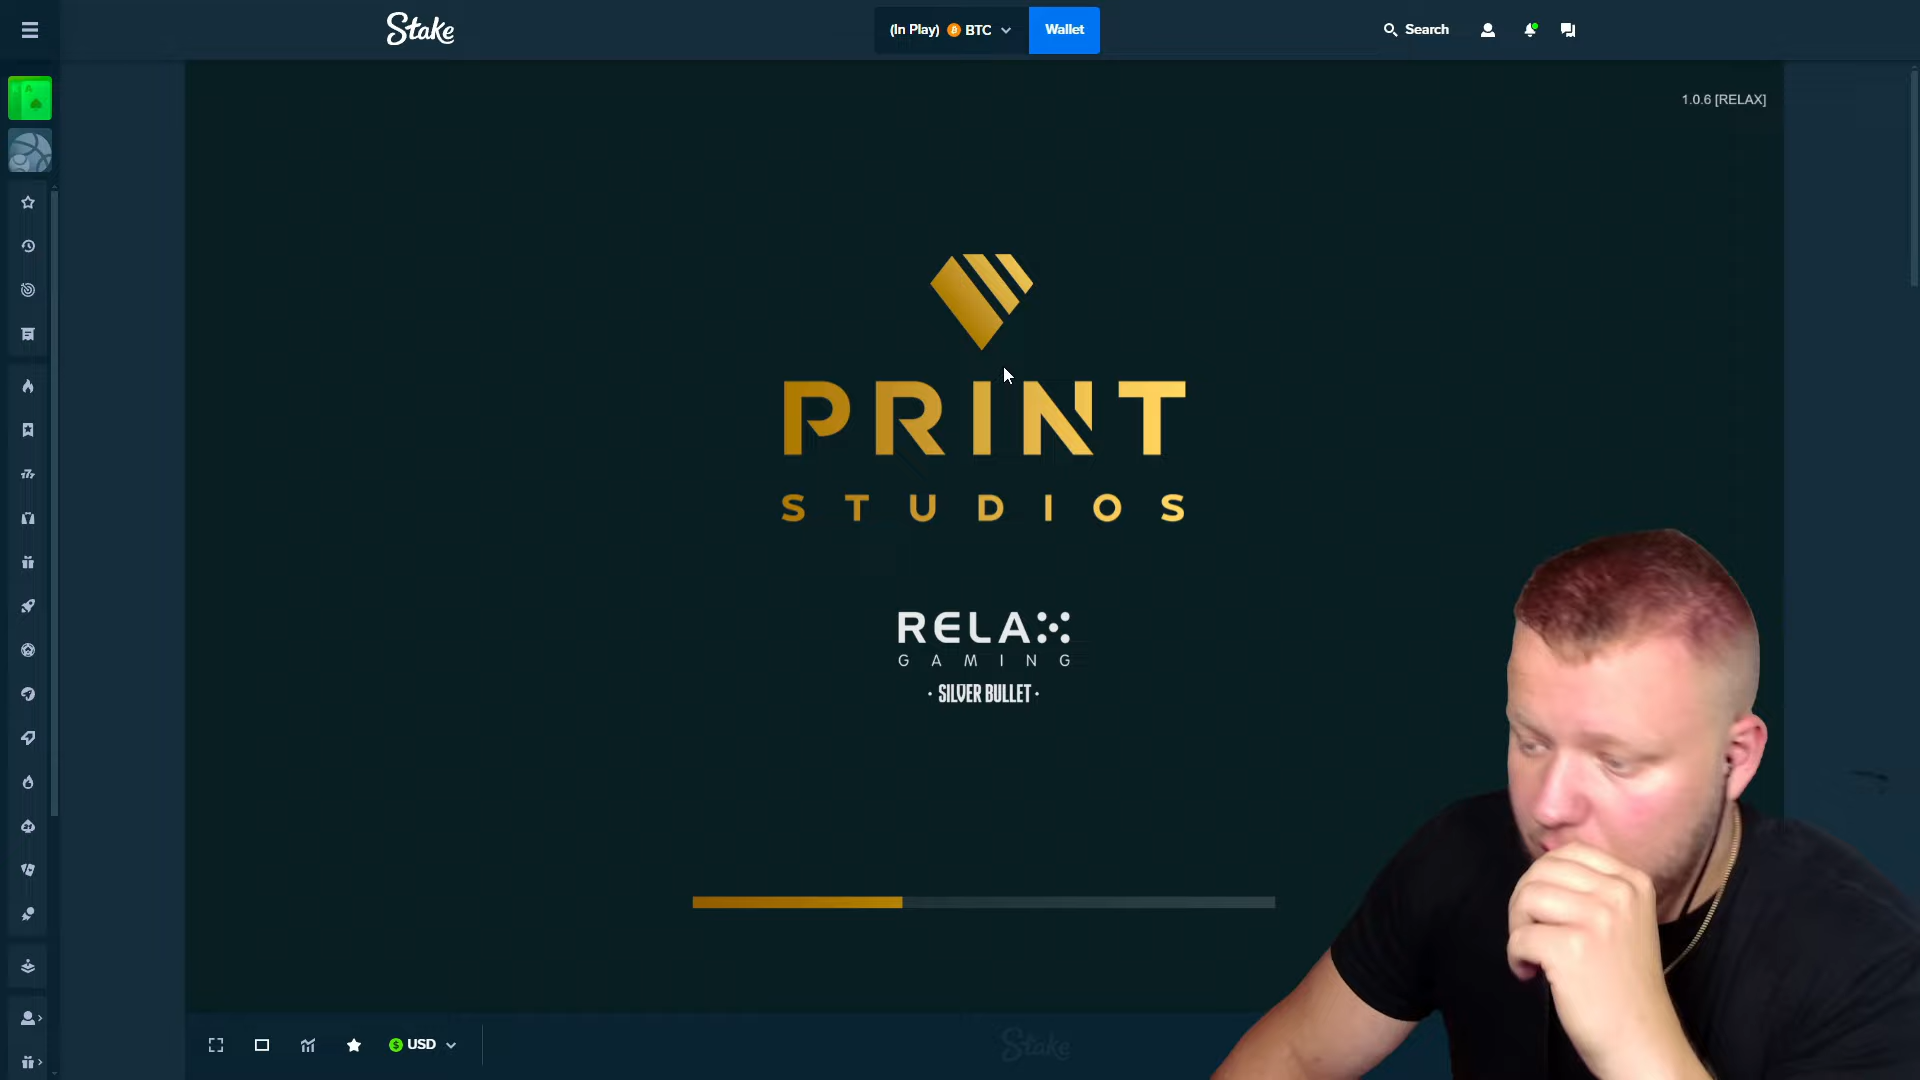 Stake
(In Play) BTC
Wallet
Search
1.0.6 [RELAX]
PRINT
STUDIOS
RELAX
GAMING
· SILVER BULLET ·
USD
Stake